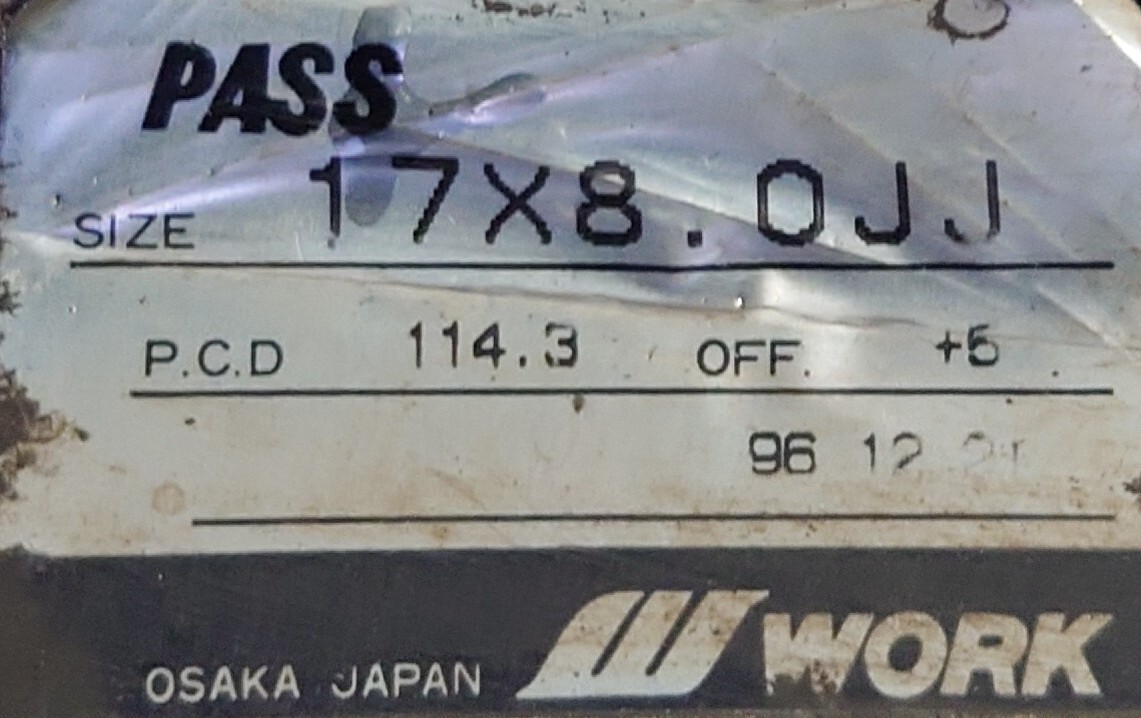 PASS
SIZE 17X8.0JJ
P.C.D 114.3 OFF. +5
96 12
OSAKA JAPAN WORK